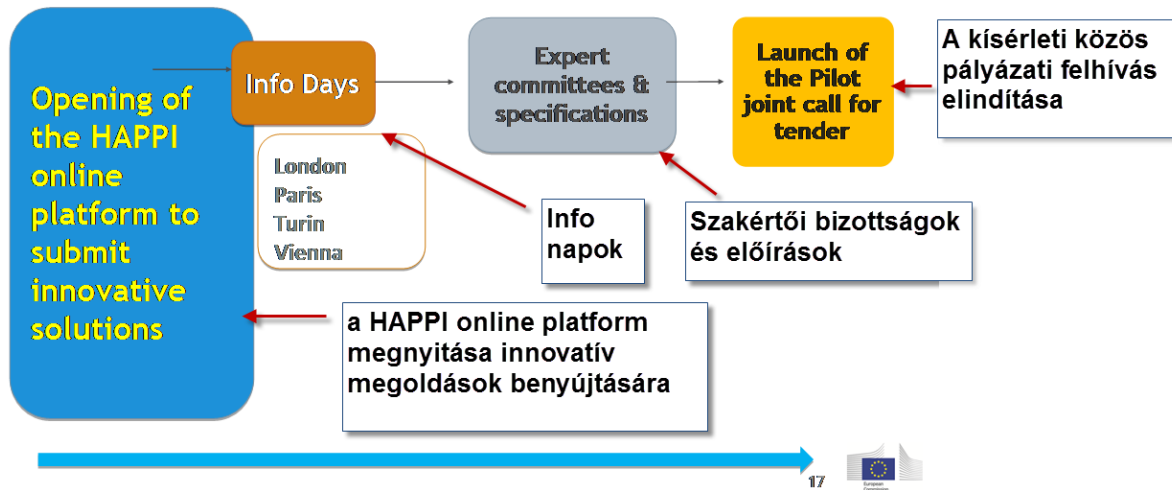 Opening of
the HAPPI
online
platform to
submit
innovative
solutions
Info Days
London
Paris
Turin
Vienna
Expert
committees &
specifications
Launch of
the Pilot
joint call for
tender
A kísérleti közös
pályázati felhívás
elindítása
Info
napok
Szakértői bizottságok
és előírások
a HAPPI online platform
megnyitása innovatív
megoldások benyújtására
17
European
Commission